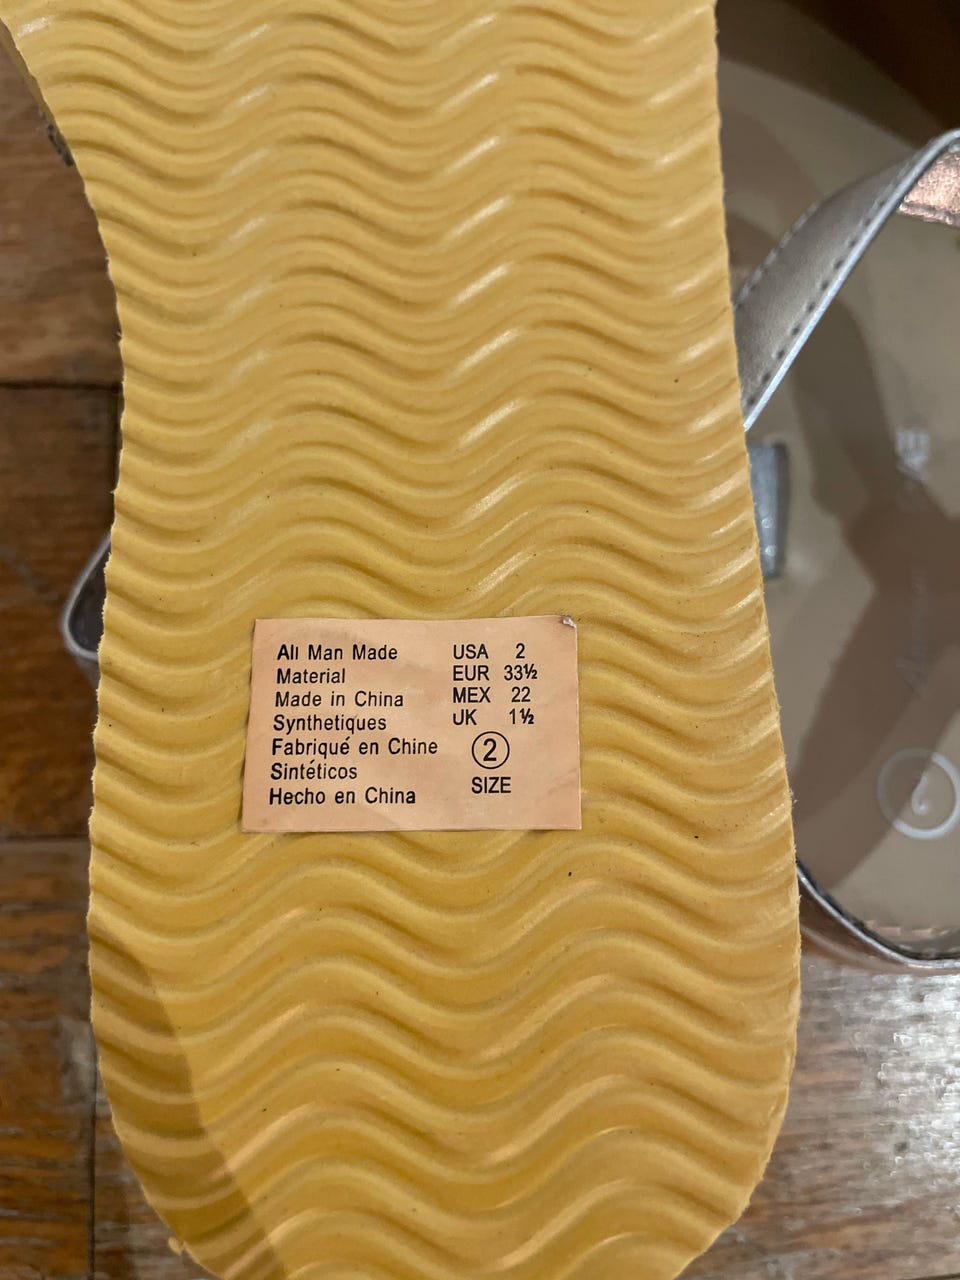 All Man Made
Material
Made in China
Synthetiques
Fabriqué en Chine
Sintéticos
Hecho en China
USA 2
EUR 33½
MEX 22
UK 1½
2
SIZE